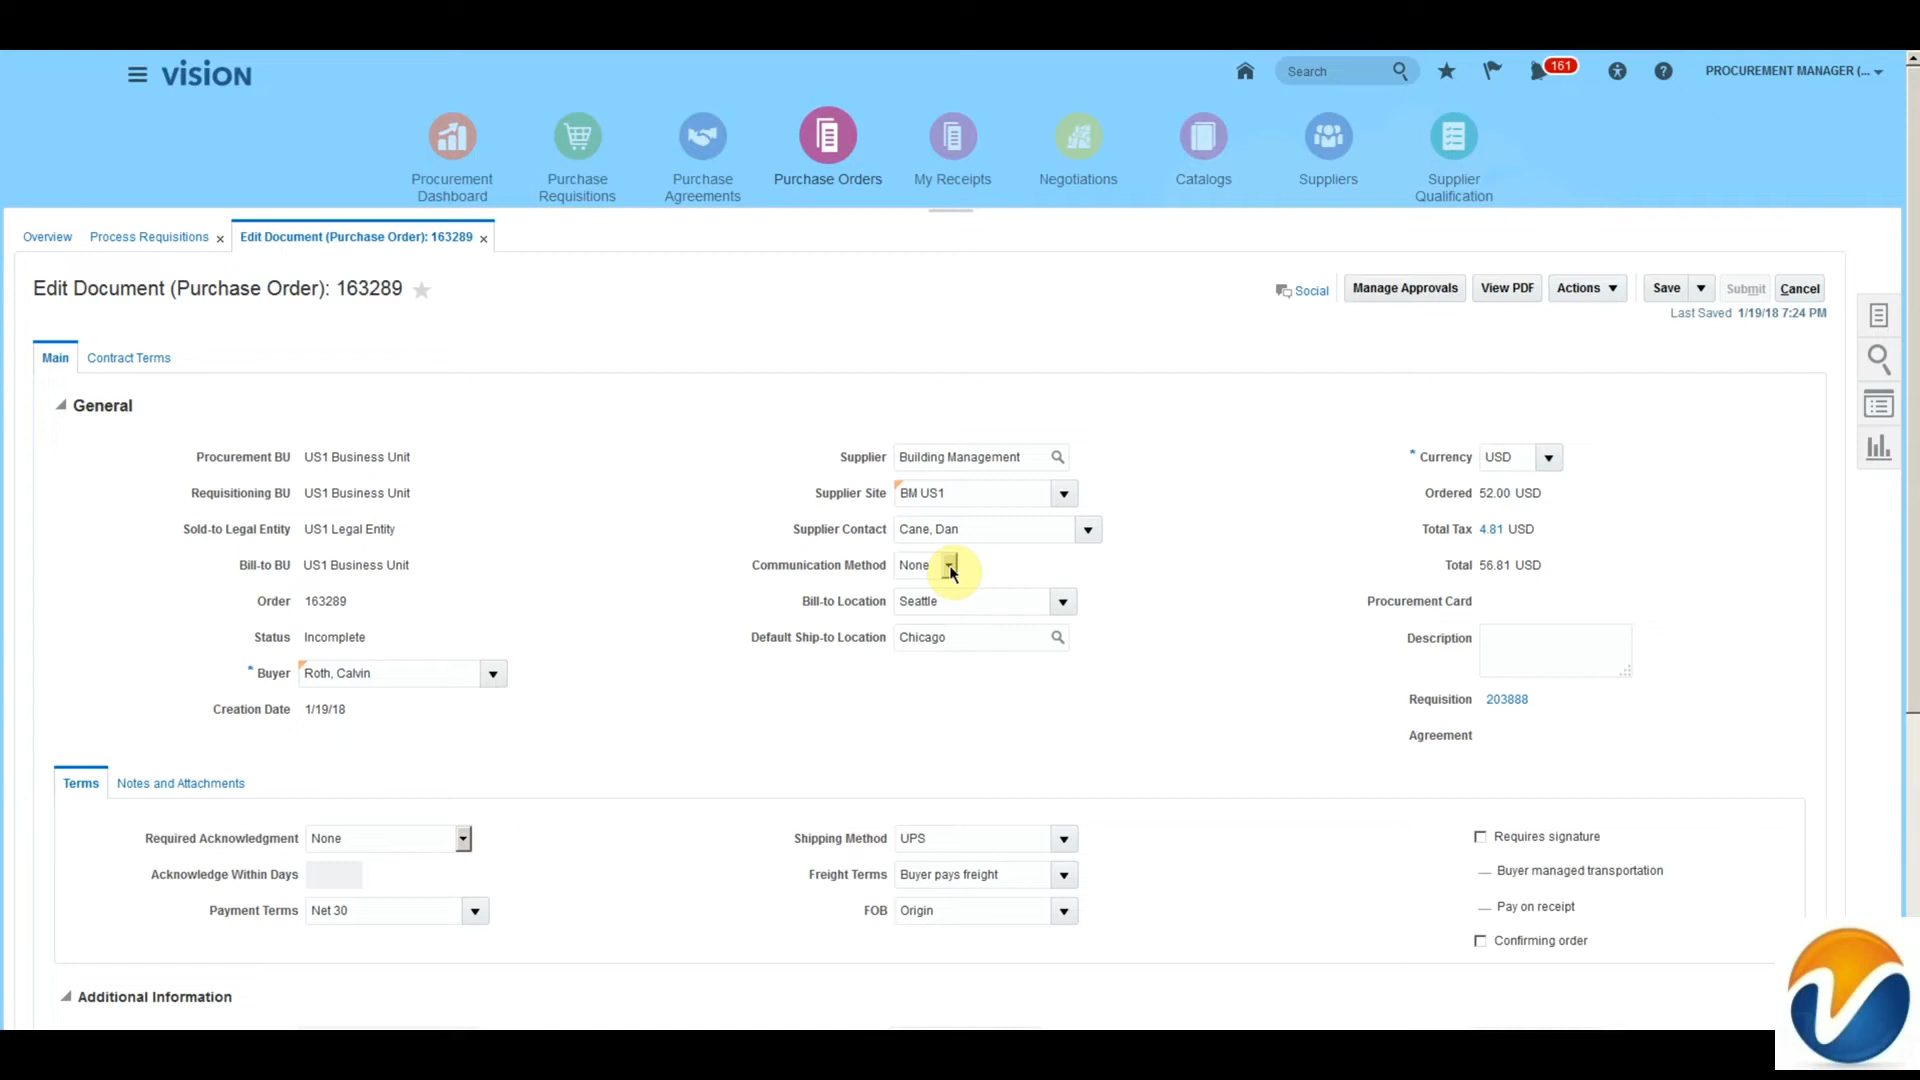 vision
Search
161
PROCUREMENT MANAGER (...
Procurement
Dashboard
Purchase
Requisitions
Purchase
Agreements
Purchase Orders
My Receipts
Negotiations
Catalogs
Suppliers
Supplier
Qualification
Overview
Process Requisitions
Edit Document (Purchase Order): 163289
Edit Document (Purchase Order): 163289
Social
Manage Approvals
View PDF
Actions
Save
Submit
Cancel
Last Saved 1/19/18 7:24 PM
Main
Contract Terms
General
Procurement BU US1 Business Unit
Requisitioning BU US1 Business Unit
Sold-to Legal Entity US1 Legal Entity
Bill-to BU US1 Business Unit
Order 163289
Status Incomplete
* Buyer Roth, Calvin
Creation Date 1/19/18
Supplier Building Management
Supplier Site BM US1
Supplier Contact Cane, Dan
Communication Method None
Bill-to Location Seattle
Default Ship-to Location Chicago
* Currency USD
Ordered 52.00 USD
Total Tax 4.81 USD
Total 56.81 USD
Procurement Card
Description
Requisition 203888
Agreement
Terms
Notes and Attachments
Required Acknowledgment None
Acknowledge Within Days
Payment Terms Net 30
Shipping Method UPS
Freight Terms Buyer pays freight
FOB Origin
Requires signature
Buyer managed transportation
Pay on receipt
Confirming order
Additional Information